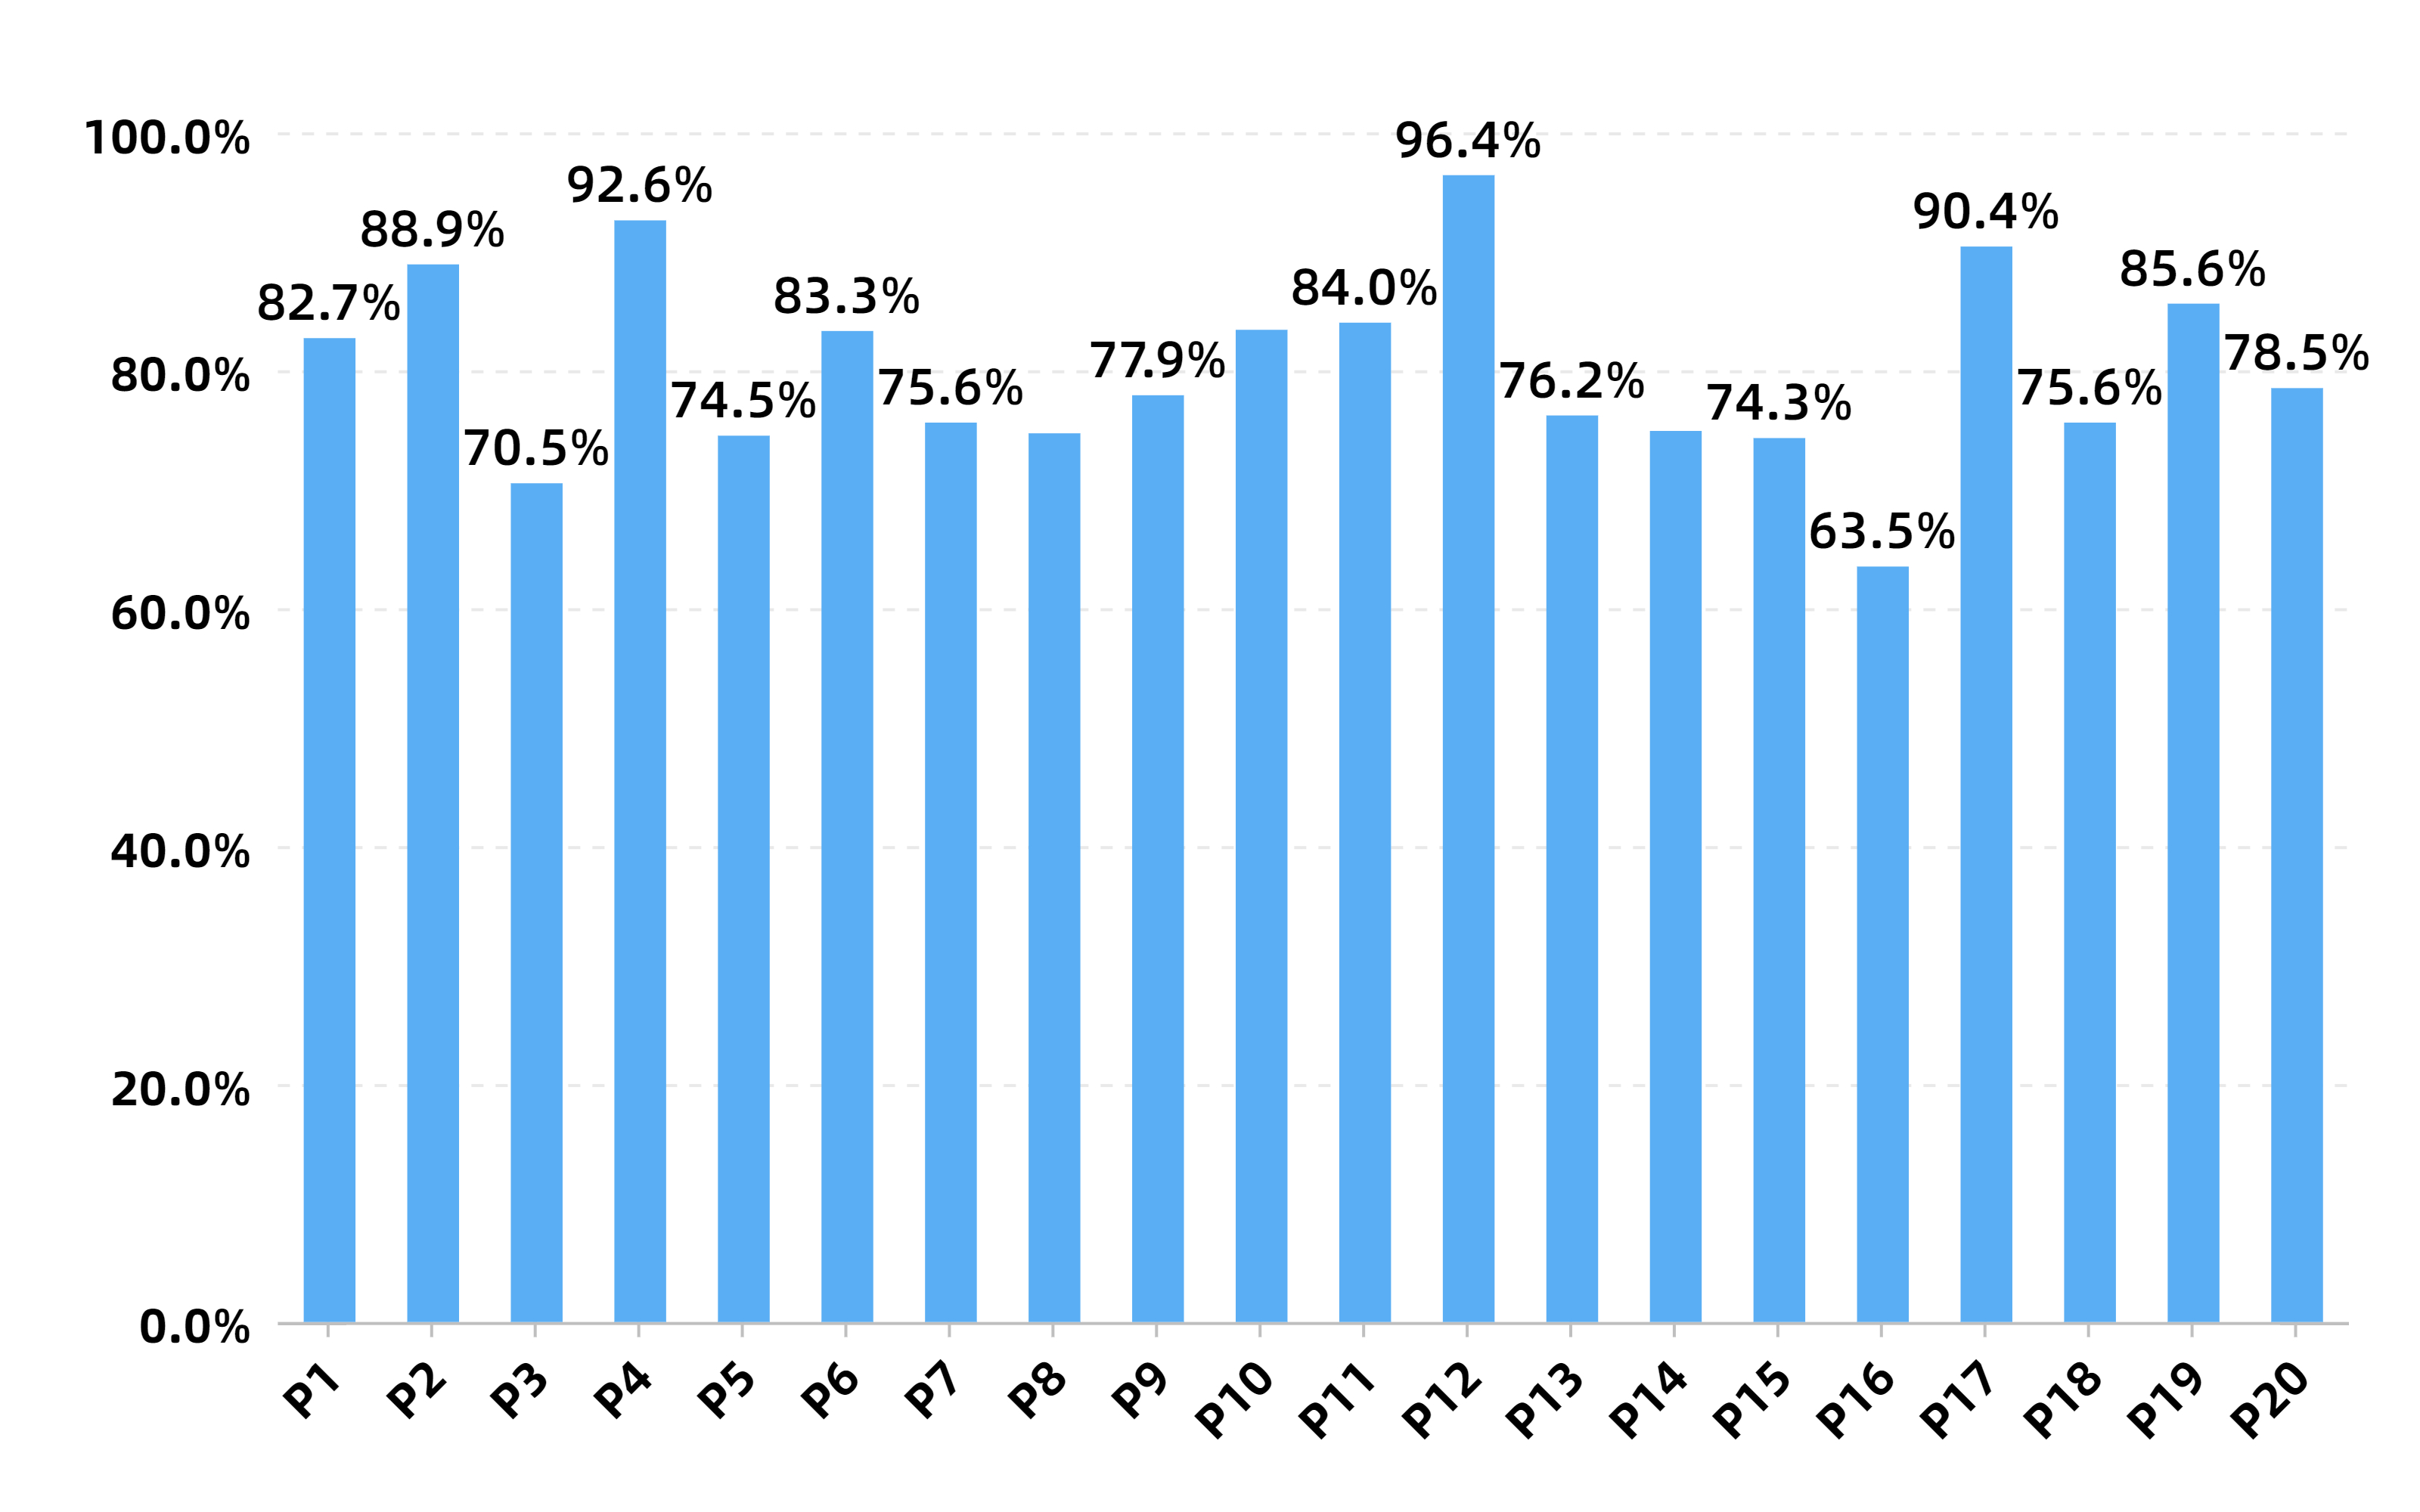 100.0%
80.0%
60.0%
40.0%
20.0%
0.0%
82.7%
88.9%
70.5%
92.6%
74.5%
83.3%
75.6%
77.9%
84.0%
96.4%
76.2%
74.3%
63.5%
90.4%
75.6%
85.6%
78.5%
P1
P2
P3
P4
P5
P6
P7
P8
P9
P10
P11
P12
P13
P14
P15
P16
P17
P18
P19
P20